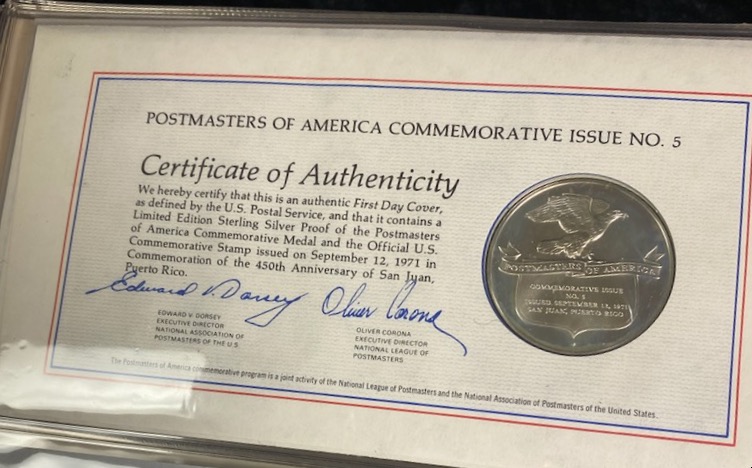 POSTMASTERS OF AMERICA COMMEMORATIVE ISSUE NO. 5
Certificate of Authenticity
We hereby certify that this is an authentic First Day Cover,
as defined by the U.S. Postal Service, and that it contains a
Limited Edition Sterling Silver Proof of the Postmasters
of America Commemorative Medal and the Official U.S.
Commemorative Stamp issued on September 12, 1971 in
Commemoration of the 450th Anniversary of San Juan,
Puerto Rico.
Edward V. Dorsey
Oliver Corona
EDWARD V. DORSEY
EXECUTIVE DIRECTOR
NATIONAL ASSOCIATION OF
POSTMASTERS OF THE U.S
OLIVER CORONA
EXECUTIVE DIRECTOR
NATIONAL LEAGUE OF
POSTMASTERS
The Postmasters of America commemorative program is a joint activity of the National League of Postmasters and the National Association of Postmasters of the United States.
POSTMASTERS OF AMERICA
COMMEMORATIVE ISSUE
NO. 5
ISSUED SEPTEMBER 12, 1971
SAN JUAN, PUERTO RICO